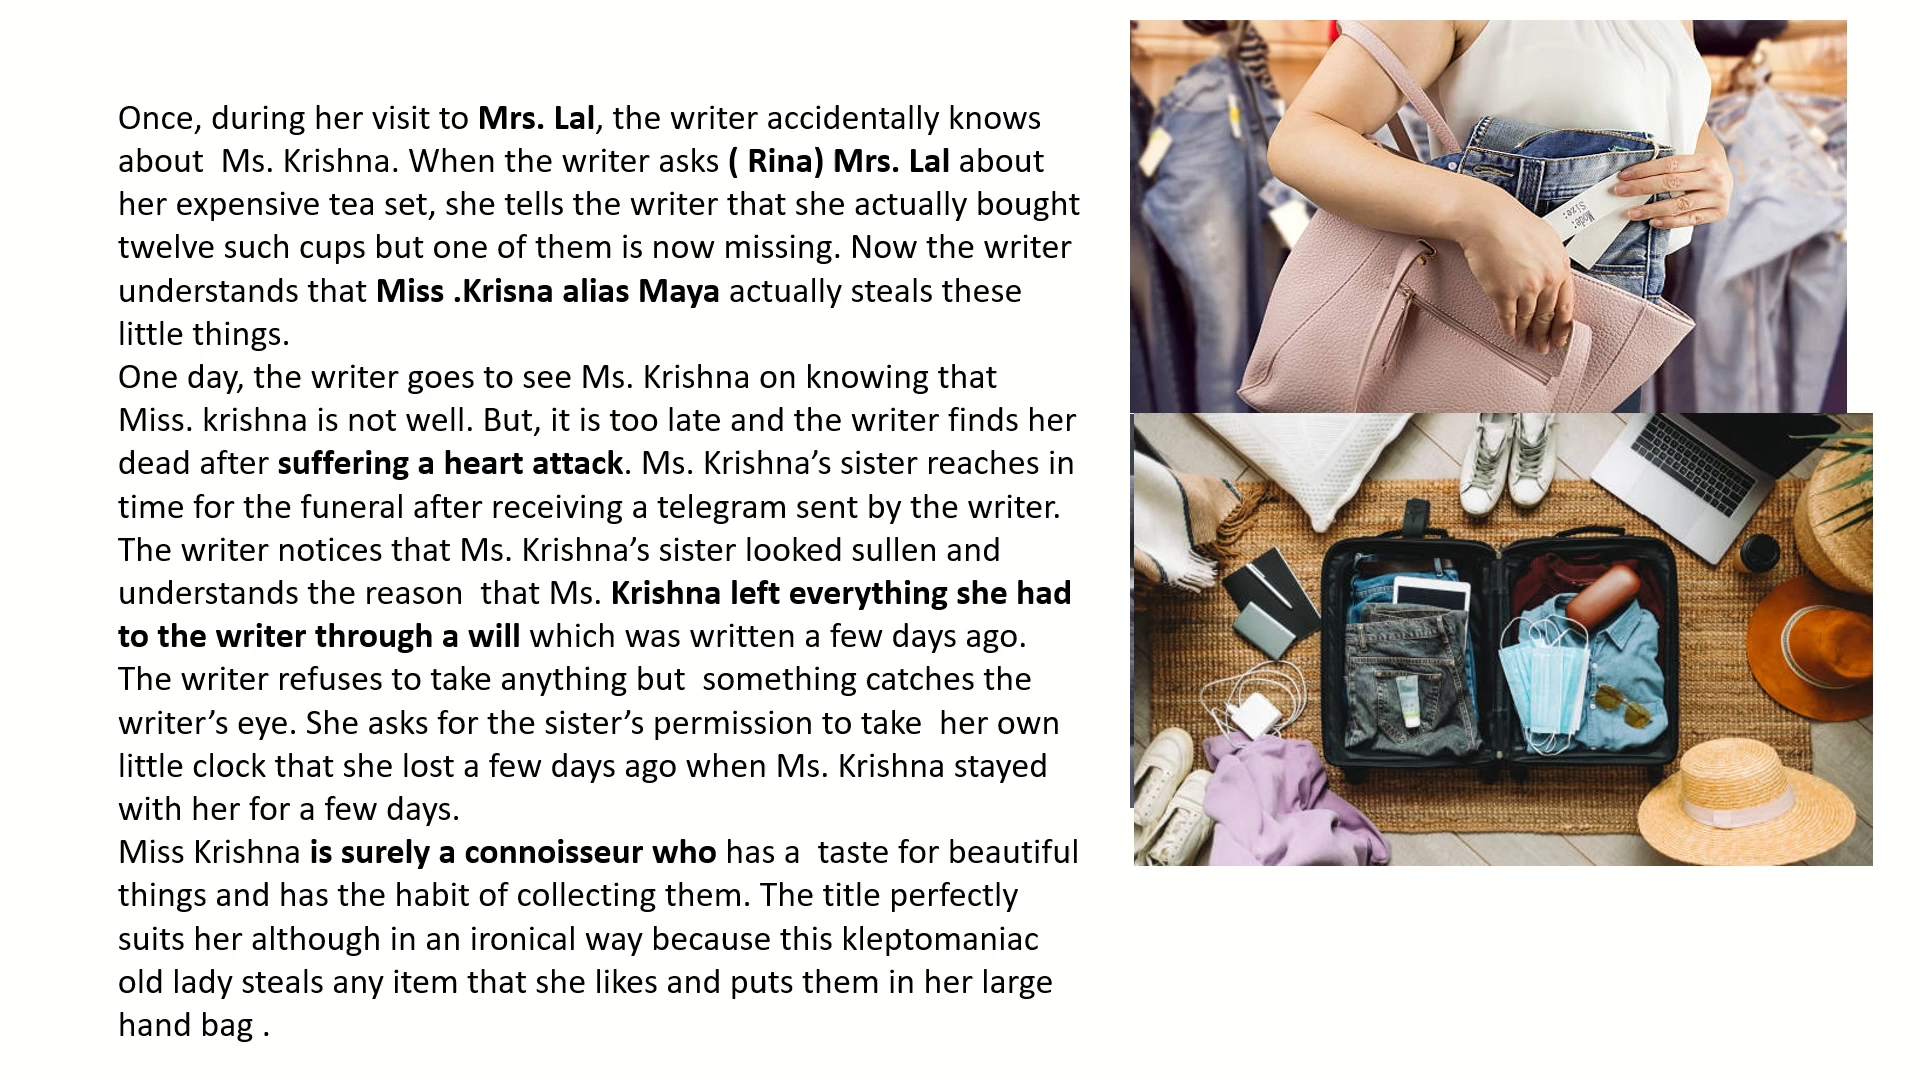 Once, during her visit to Mrs. Lal, the writer accidentally knows
about  Ms. Krishna. When the writer asks ( Rina) Mrs. Lal about
her expensive tea set, she tells the writer that she actually bought
twelve such cups but one of them is now missing. Now the writer
understands that Miss .Krisna alias Maya actually steals these
little things.
One day, the writer goes to see Ms. Krishna on knowing that
Miss. krishna is not well. But, it is too late and the writer finds her
dead after suffering a heart attack. Ms. Krishna’s sister reaches in
time for the funeral after receiving a telegram sent by the writer.
The writer notices that Ms. Krishna’s sister looked sullen and
understands the reason  that Ms. Krishna left everything she had
to the writer through a will which was written a few days ago.
The writer refuses to take anything but  something catches the
writer’s eye. She asks for the sister’s permission to take  her own
little clock that she lost a few days ago when Ms. Krishna stayed
with her for a few days.
Miss Krishna is surely a connoisseur who has a  taste for beautiful
things and has the habit of collecting them. The title perfectly
suits her although in an ironical way because this kleptomaniac
old lady steals any item that she likes and puts them in her large
hand bag .
Model:
Size: